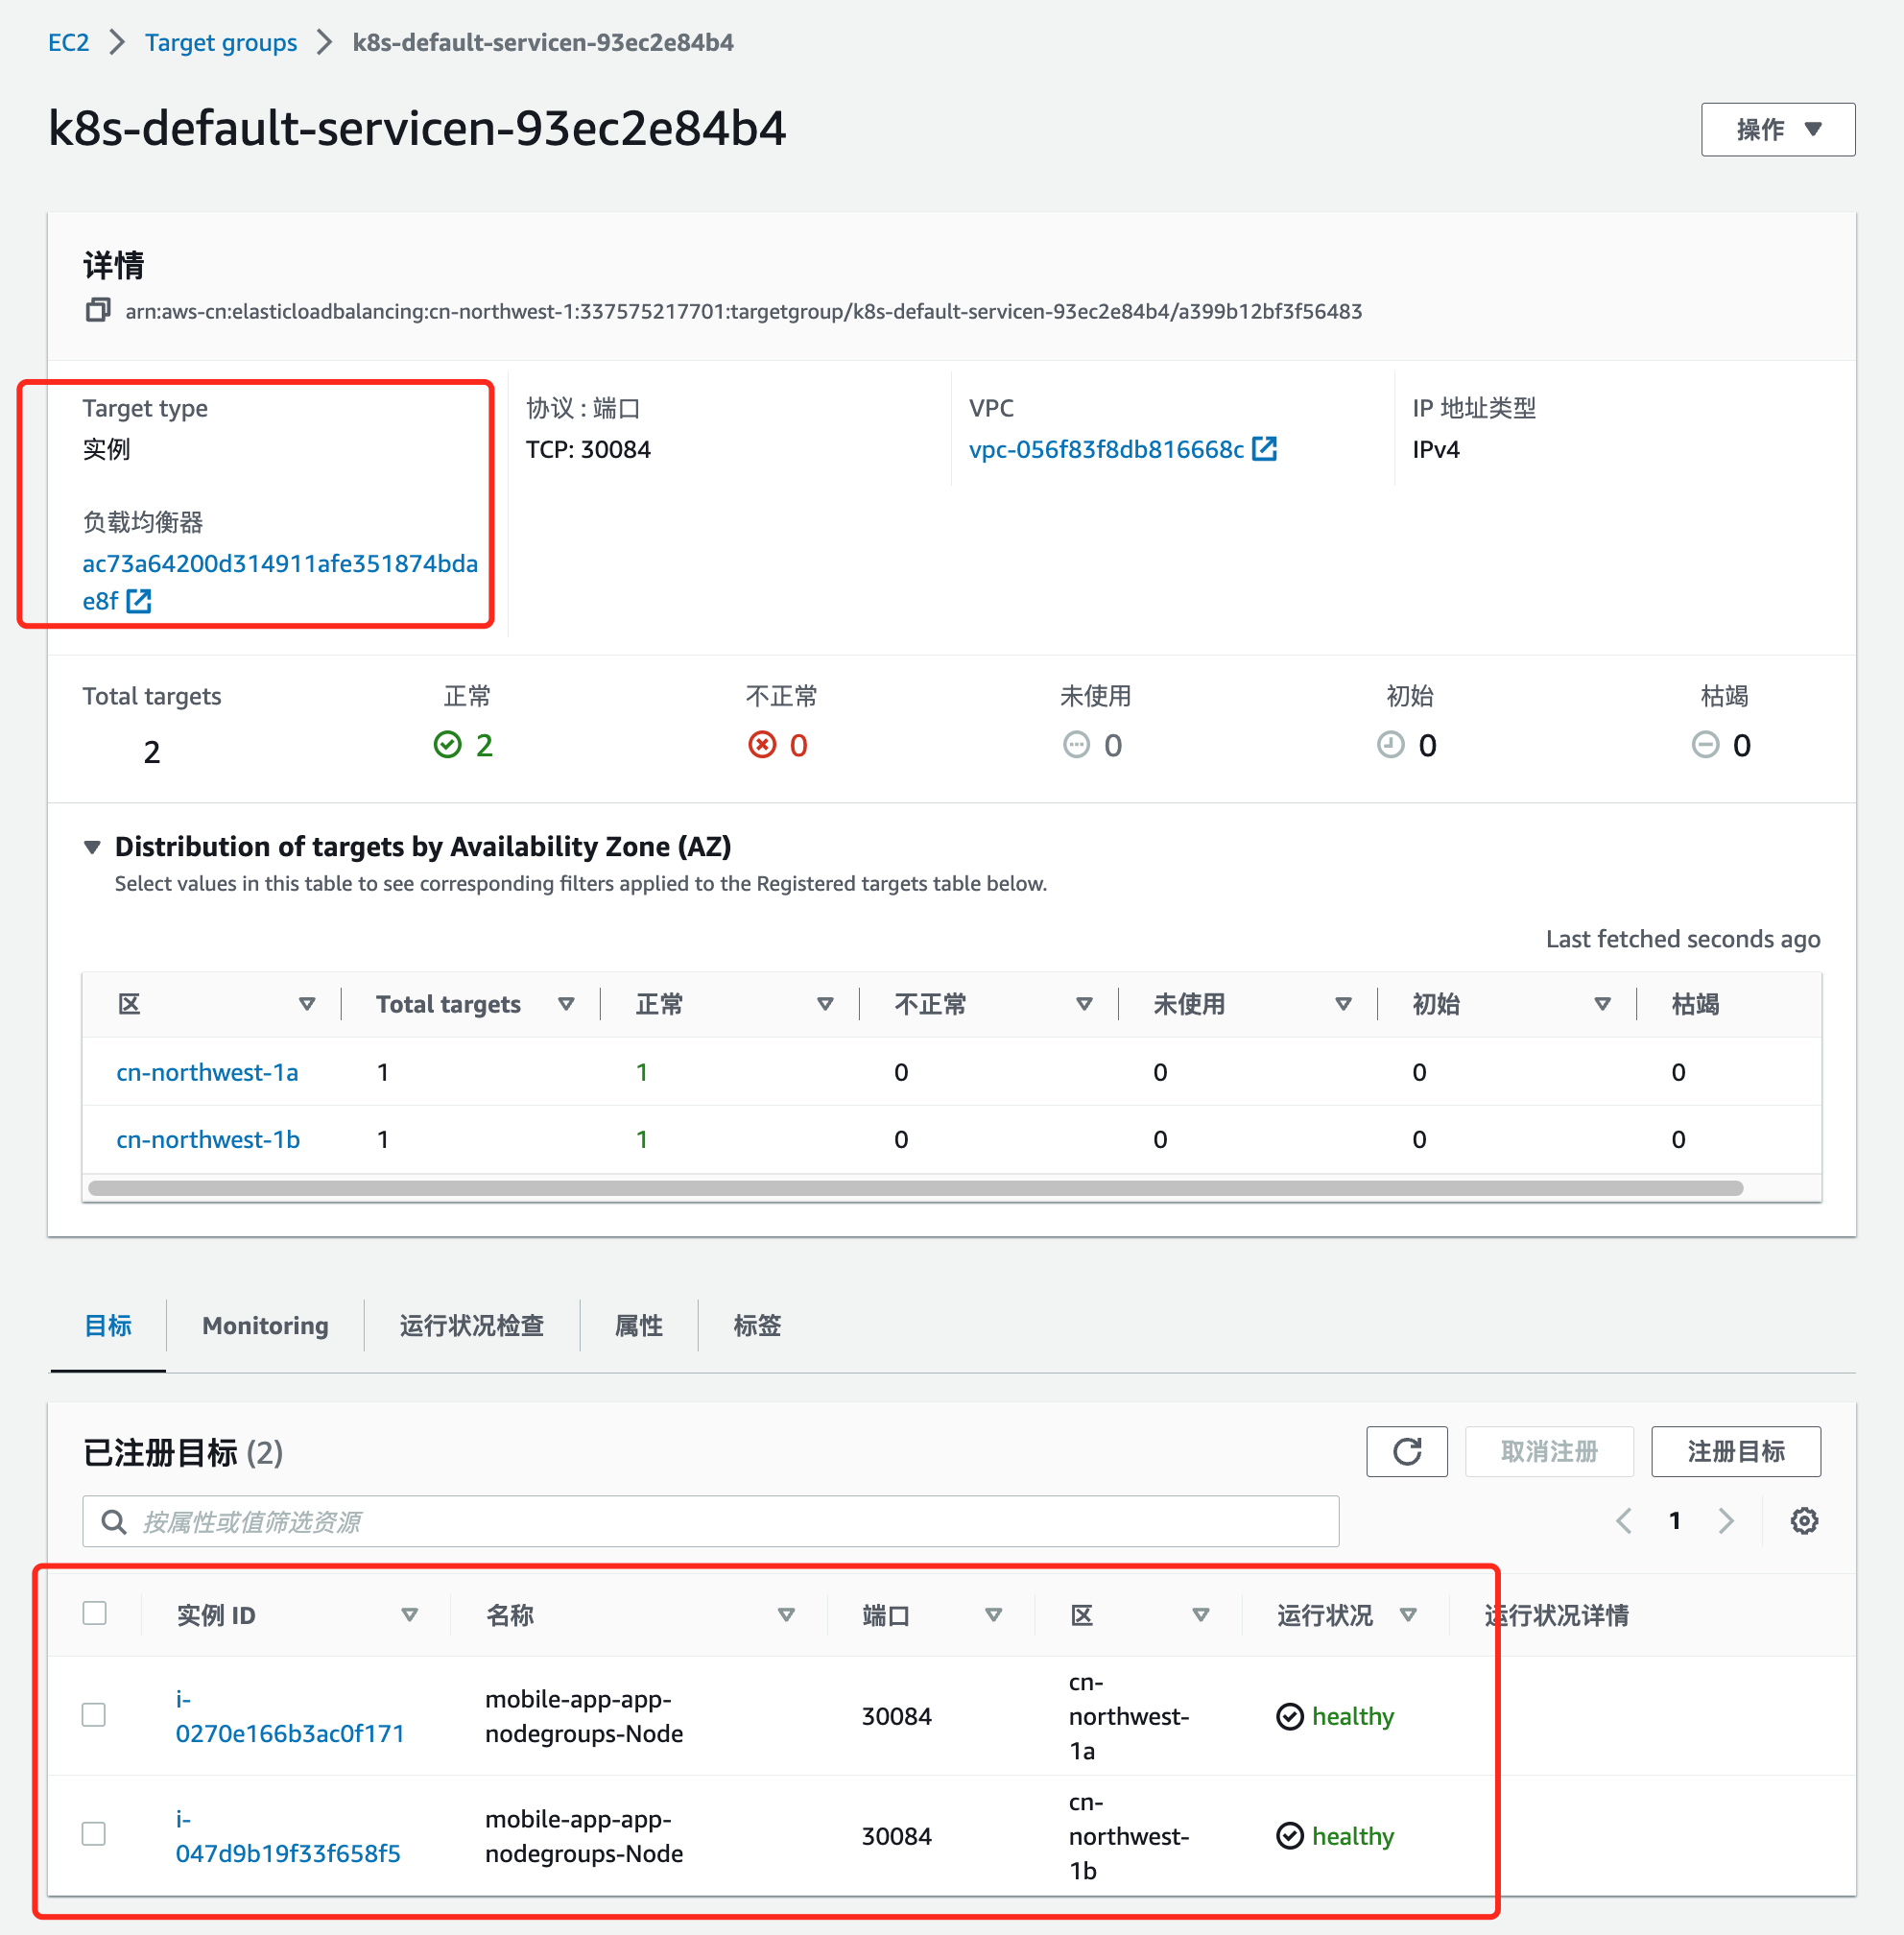 EC2 > Target groups > k8s-default-servicen-93ec2e84b4
k8s-default-servicen-93ec2e84b4
操作
详情
arn:aws-cn:elasticloadbalancing:cn-northwest-1:337575217701:targetgroup/k8s-default-servicen-93ec2e84b4/a399b12bf3f56483
Target type
实例
协议 : 端口
TCP: 30084
VPC
vpc-056f83f8db816668c
IP 地址类型
IPv4
负载均衡器
ac73a64200d314911afe351874bda
e8f
Total targets
2
正常
2
不正常
0
未使用
0
初始
0
枯竭
0
Distribution of targets by Availability Zone (AZ)
Select values in this table to see corresponding filters applied to the Registered targets table below.
Last fetched seconds ago
区 Total targets 正常 不正常 未使用 初始 枯竭
cn-northwest-1a 1 1 0 0 0 0
cn-northwest-1b 1 1 0 0 0 0
目标 Monitoring 运行状况检查 属性 标签
已注册目标 (2)
取消注册
注册目标
按属性或值筛选资源
1
实例 ID 名称 端口 区 运行状况 运行状况详情
i-
0270e166b3ac0f171
mobile-app-app-
nodegroups-Node
30084
cn-
northwest-
1a
healthy
i-
047d9b19f33f658f5
mobile-app-app-
nodegroups-Node
30084
cn-
northwest-
1b
healthy